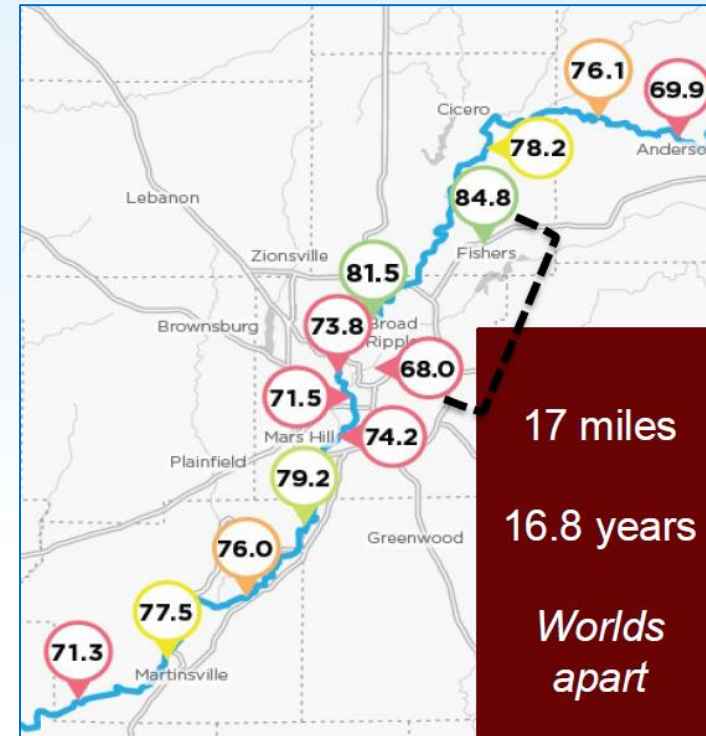 76.1
69.9
Cicero
78.2
Anderso
84.8
Lebanon
Fishers
Zionsville
81.5
Brownsburg
73.8
Broad
Ripple
68.0
71.5
Mars Hill
74.2
Plainfield
79.2
Greenwood
76.0
77.5
71.3
Martinsville
17 miles
16.8 years
Worlds
apart